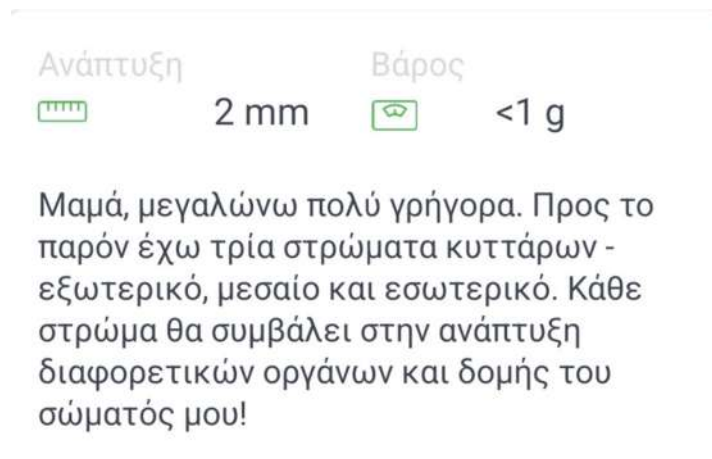 Ανάπτυξη Βάρος
2 mm <1 g
Μαμά, μεγαλώνω πολύ γρήγορα. Προς το
παρόν έχω τρία στρώματα κυττάρων -
εξωτερικό, μεσαίο και εσωτερικό. Κάθε
στρώμα θα συμβάλει στην ανάπτυξη
διαφορετικών οργάνων και δομής του
σώματός μου!